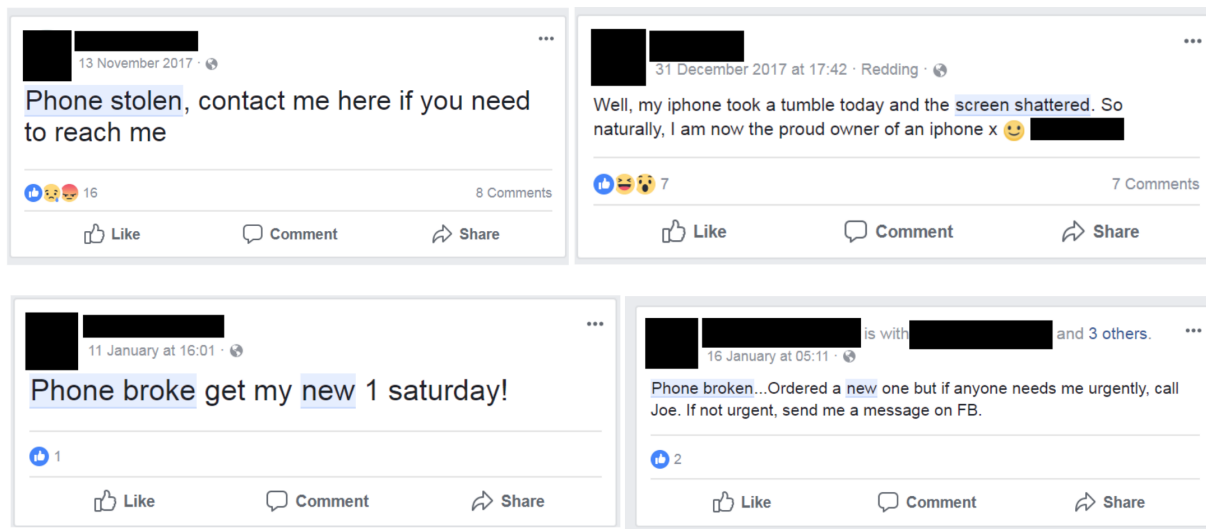 13 November 2017 ·
Phone stolen, contact me here if you need
to reach me
16
8 Comments
Like Comment Share
31 December 2017 at 17:42 · Redding ·
Well, my iphone took a tumble today and the screen shattered. So
naturally, I am now the proud owner of an iphone x
7
7 Comments
Like Comment Share
11 January at 16:01 ·
Phone broke get my new 1 saturday!
1
Like Comment Share
is with and 3 others.
16 January at 05:11 ·
Phone broken...Ordered a new one but if anyone needs me urgently, call
Joe. If not urgent, send me a message on FB.
2
Like Comment Share